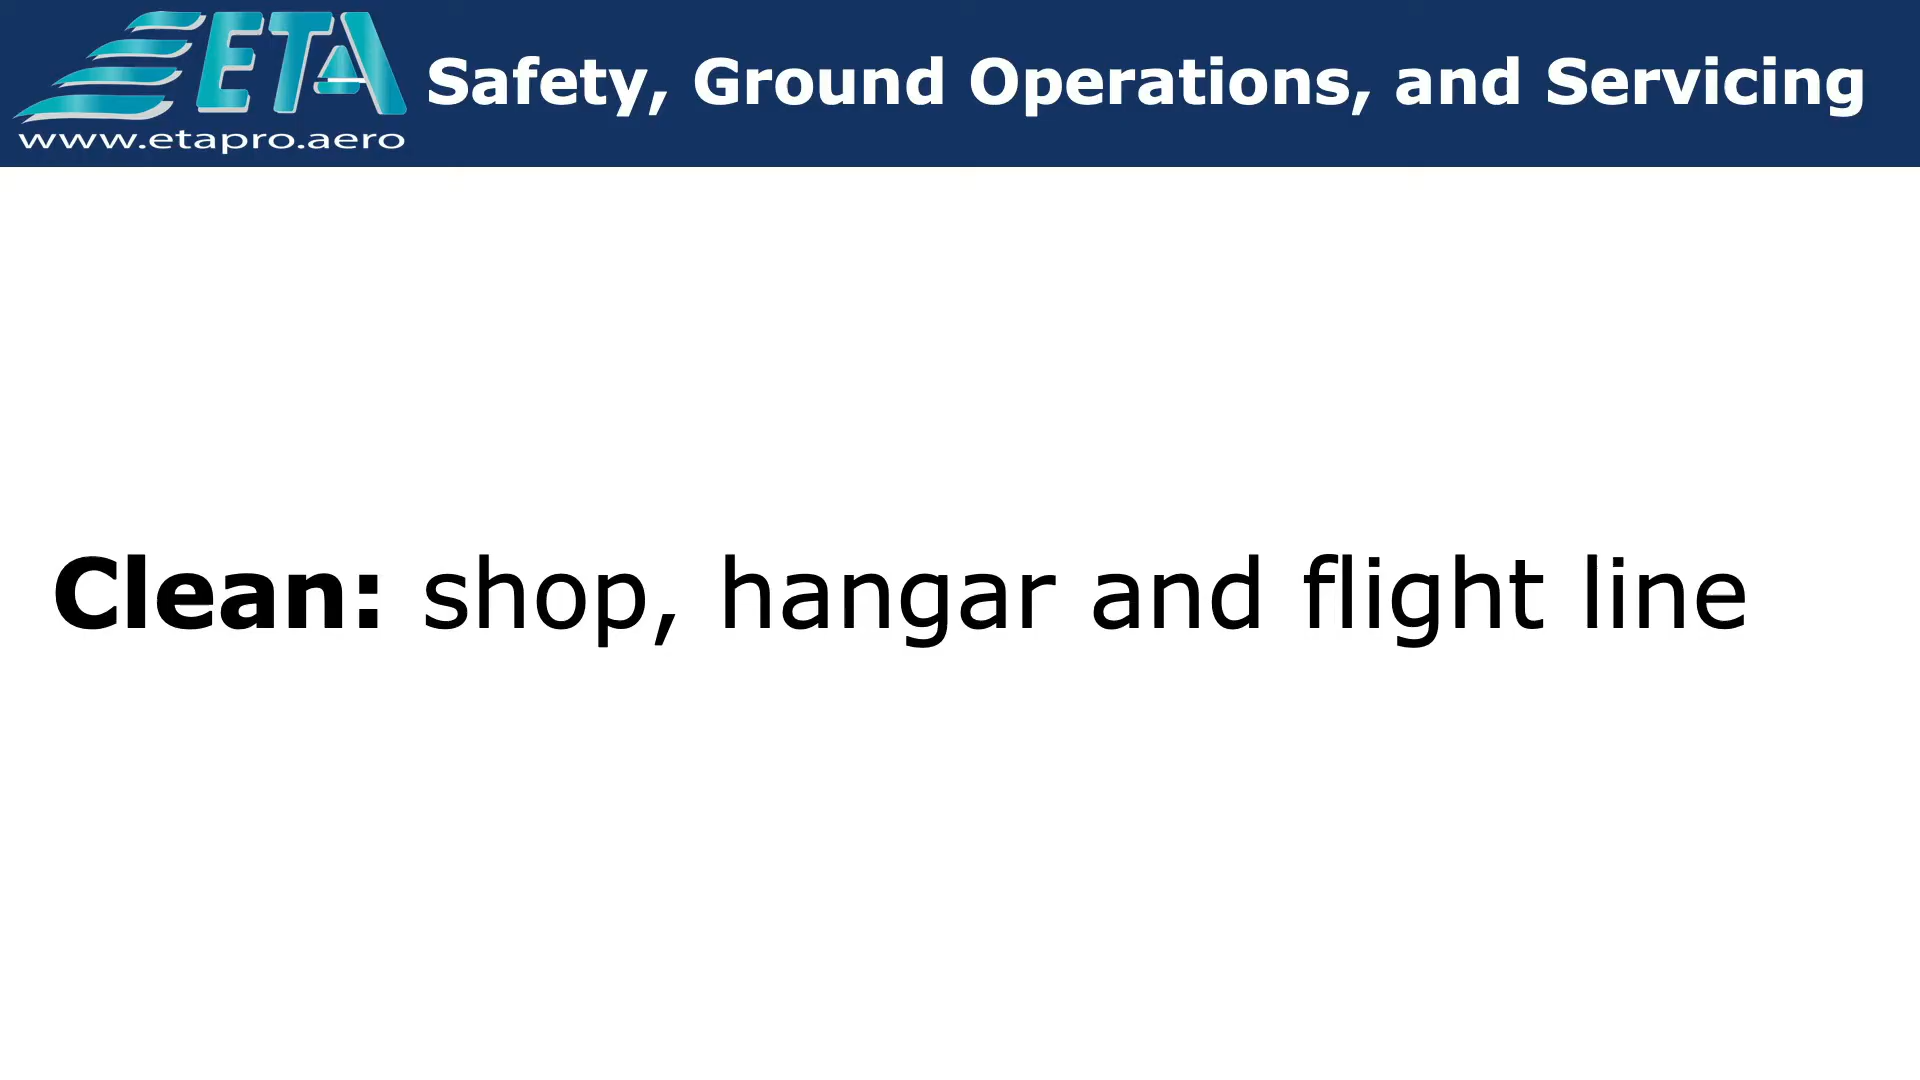 ETA
www.etapro.aero
Safety, Ground Operations, and Servicing
Clean: shop, hangar and flight line